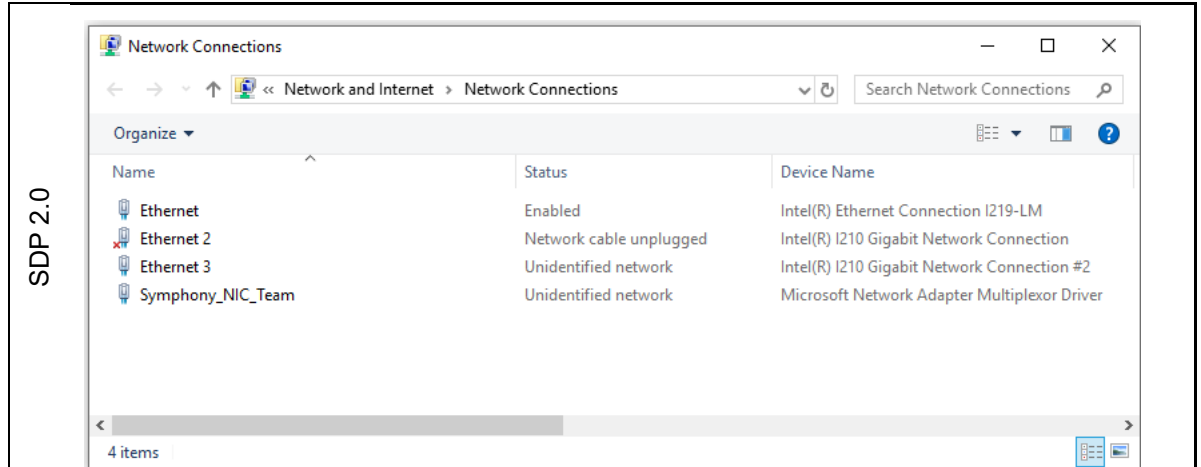 SDP 2.0
Network Connections
« Network and Internet > Network Connections
Search Network Connections
Organize
Name Status Device Name
Ethernet Enabled Intel(R) Ethernet Connection I219-LM
Ethernet 2 Network cable unplugged Intel(R) I210 Gigabit Network Connection
Ethernet 3 Unidentified network Intel(R) I210 Gigabit Network Connection #2
Symphony_NIC_Team Unidentified network Microsoft Network Adapter Multiplexor Driver
4 items